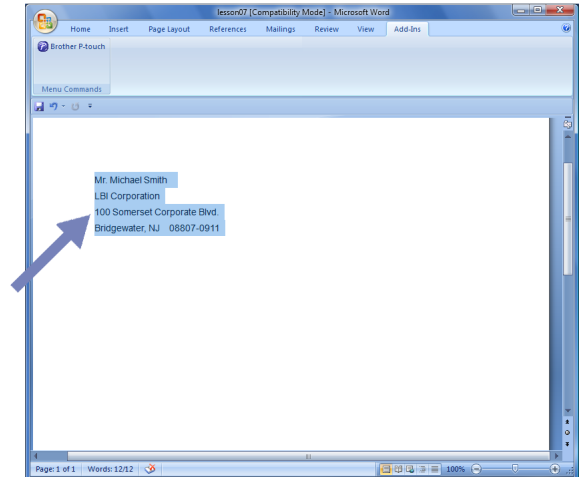 lesson07 [Compatibility Mode] - Microsoft Word
Home Insert Page Layout References Mailings Review View Add-Ins
Brother P-touch
Menu Commands
Mr. Michael Smith
LBI Corporation
100 Somerset Corporate Blvd.
Bridgewater, NJ 08807-0911
Page: 1 of 1 Words: 12/12 100%